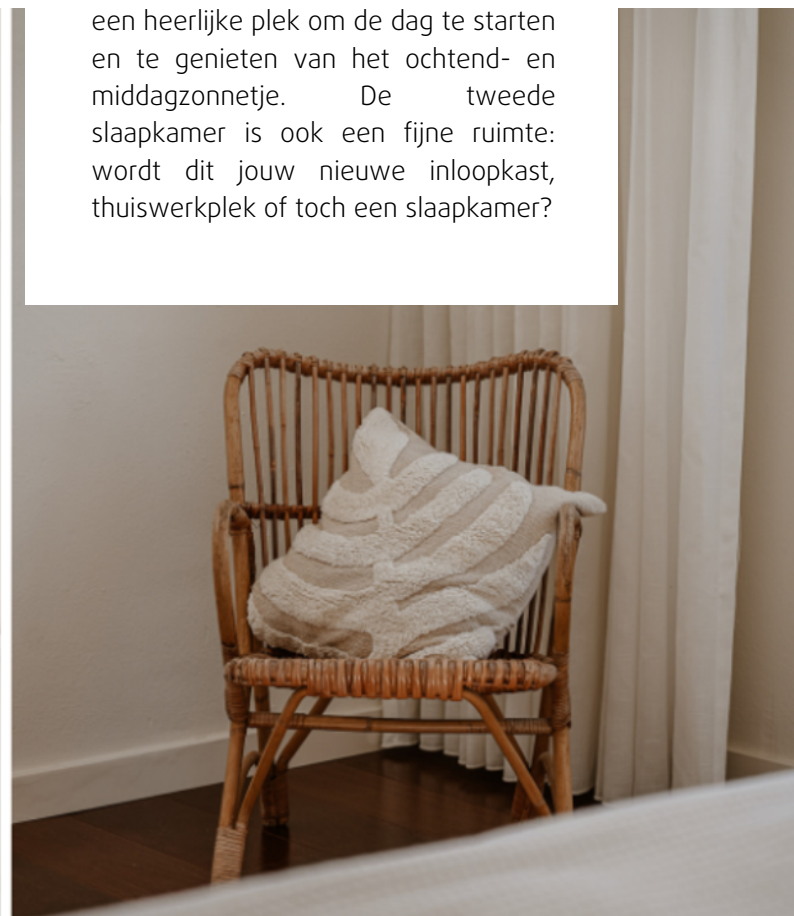 een heerlijke plek om de dag te starten
en te genieten van het ochtend- en
middagzonnetje. De tweede
slaapkamer is ook een fijne ruimte:
wordt dit jouw nieuwe inloopkast,
thuiswerkplek of toch een slaapkamer?